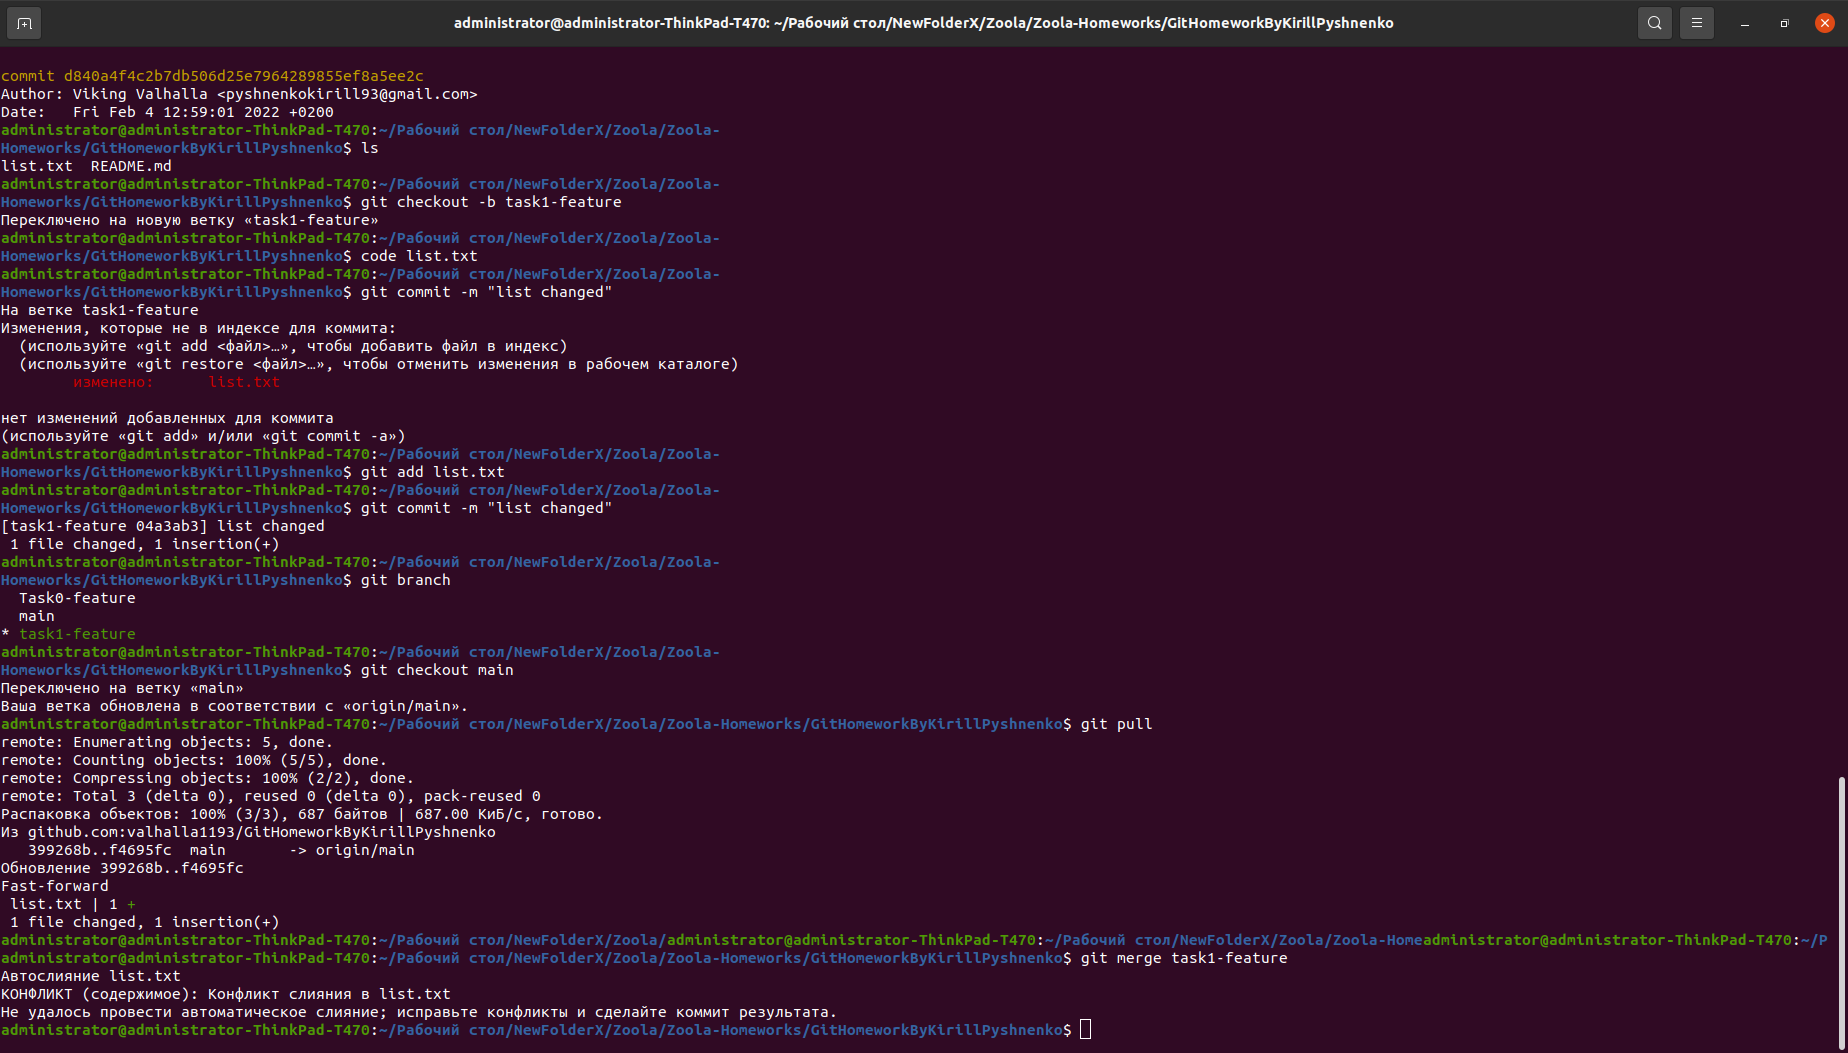 administrator@administrator-ThinkPad-T470: ~/Рабочий стол/NewFolderX/Zoola/Zoola-Homeworks/GitHomeworkByKirillPyshnenko
commit d840a4f4c2b7db506d25e7964289855ef8a5ee2c
Author: Viking Valhalla <pyshnenkokirill93@gmail.com>
Date:   Fri Feb 4 12:59:01 2022 +0200
administrator@administrator-ThinkPad-T470:~/Рабочий стол/NewFolderX/Zoola/Zoola-
Homeworks/GitHomeworkByKirillPyshnenko$ ls
list.txt  README.md
administrator@administrator-ThinkPad-T470:~/Рабочий стол/NewFolderX/Zoola/Zoola-
Homeworks/GitHomeworkByKirillPyshnenko$ git checkout -b task1-feature
Переключено на новую ветку «task1-feature»
administrator@administrator-ThinkPad-T470:~/Рабочий стол/NewFolderX/Zoola/Zoola-
Homeworks/GitHomeworkByKirillPyshnenko$ code list.txt
administrator@administrator-ThinkPad-T470:~/Рабочий стол/NewFolderX/Zoola/Zoola-
Homeworks/GitHomeworkByKirillPyshnenko$ git commit -m "list changed"
На ветке task1-feature
Изменения, которые не в индексе для коммита:
  (используйте «git add <файл>…», чтобы добавить файл в индекс)
  (используйте «git restore <файл>…», чтобы отменить изменения в рабочем каталоге)
        изменено:      list.txt
нет изменений добавленных для коммита
(используйте «git add» и/или «git commit -a»)
administrator@administrator-ThinkPad-T470:~/Рабочий стол/NewFolderX/Zoola/Zoola-
Homeworks/GitHomeworkByKirillPyshnenko$ git add list.txt
administrator@administrator-ThinkPad-T470:~/Рабочий стол/NewFolderX/Zoola/Zoola-
Homeworks/GitHomeworkByKirillPyshnenko$ git commit -m "list changed"
[task1-feature 04a3ab3] list changed
 1 file changed, 1 insertion(+)
administrator@administrator-ThinkPad-T470:~/Рабочий стол/NewFolderX/Zoola/Zoola-
Homeworks/GitHomeworkByKirillPyshnenko$ git branch
  Task0-feature
  main
* task1-feature
administrator@administrator-ThinkPad-T470:~/Рабочий стол/NewFolderX/Zoola/Zoola-
Homeworks/GitHomeworkByKirillPyshnenko$ git checkout main
Переключено на ветку «main»
Ваша ветка обновлена в соответствии с «origin/main».
administrator@administrator-ThinkPad-T470:~/Рабочий стол/NewFolderX/Zoola/Zoola-Homeworks/GitHomeworkByKirillPyshnenko$ git pull
remote: Enumerating objects: 5, done.
remote: Counting objects: 100% (5/5), done.
remote: Compressing objects: 100% (2/2), done.
remote: Total 3 (delta 0), reused 0 (delta 0), pack-reused 0
Распаковка объектов: 100% (3/3), 687 байтов | 687.00 КиБ/с, готово.
Из github.com:valhalla1193/GitHomeworkByKirillPyshnenko
   399268b..f4695fc  main       -> origin/main
Обновление 399268b..f4695fc
Fast-forward
 list.txt | 1 +
 1 file changed, 1 insertion(+)
administrator@administrator-ThinkPad-T470:~/Рабочий стол/NewFolderX/Zoola/administrator@administrator-ThinkPad-T470:~/Рабочий стол/NewFolderX/Zoola/Zoola-Homeadministrator@administrator-ThinkPad-T470:~/Р
administrator@administrator-ThinkPad-T470:~/Рабочий стол/NewFolderX/Zoola/Zoola-Homeworks/GitHomeworkByKirillPyshnenko$ git merge task1-feature
Автослияние list.txt
КОНФЛИКТ (содержимое): Конфликт слияния в list.txt
Не удалось провести автоматическое слияние; исправьте конфликты и сделайте коммит результата.
administrator@administrator-ThinkPad-T470:~/Рабочий стол/NewFolderX/Zoola/Zoola-Homeworks/GitHomeworkByKirillPyshnenko$